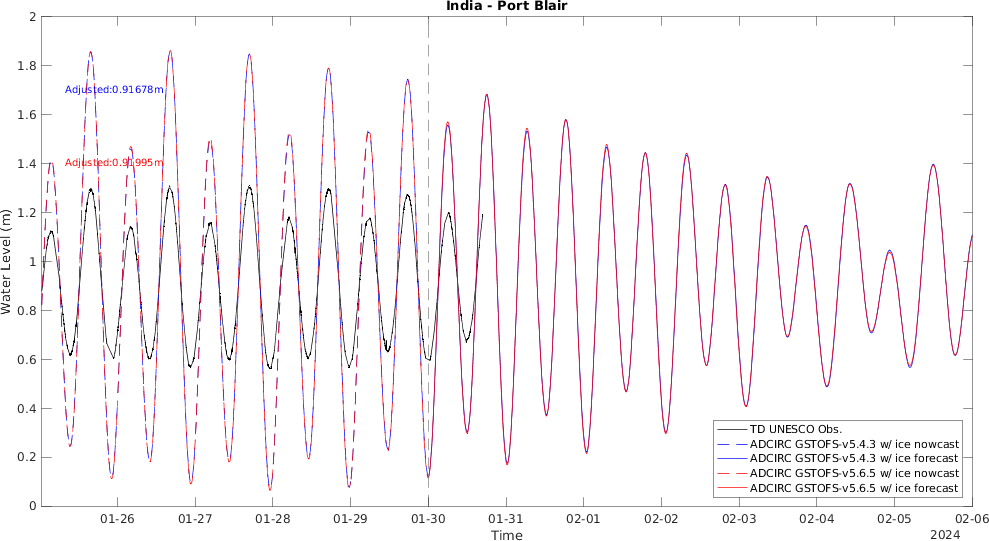 India - Port Blair
2
1.8
1.6
1.4
1.2
1
0.8
0.6
0.4
0.2
0
Water Level (m)
Adjusted:0.91678m
Adjusted:0.91995m
TD UNESCO Obs.
ADCIRC GSTOFS-v5.4.3 w/ ice nowcast
ADCIRC GSTOFS-v5.4.3 w/ ice forecast
ADCIRC GSTOFS-v5.6.5 w/ ice nowcast
ADCIRC GSTOFS-v5.6.5 w/ ice forecast
01-26 01-27 01-28 01-29 01-30 01-31 02-01 02-02 02-03 02-04 02-05 02-06
Time
2024